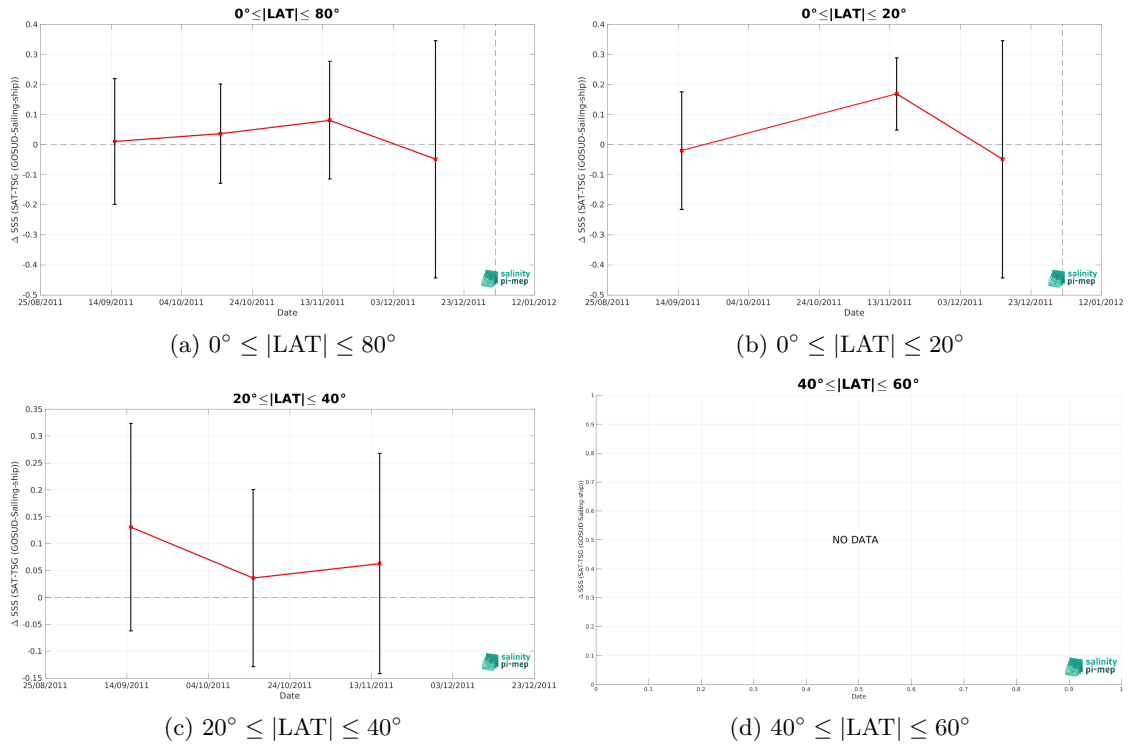 0°≤|LAT|≤ 80°
Δ SSS (SAT-TSG (GOSUD-Sailing-ship))
0.4
0.3
0.2
0.1
0
-0.1
-0.2
-0.3
-0.4
-0.5
25/08/2011 14/09/2011 04/10/2011 24/10/2011 13/11/2011 03/12/2011 23/12/2011 12/01/2012
Date
salinity
pi-mep
(a) 0° ≤ |LAT| ≤ 80°
0°≤|LAT|≤ 20°
Δ SSS (SAT-TSG (GOSUD-Sailing-ship))
0.4
0.3
0.2
0.1
0
-0.1
-0.2
-0.3
-0.4
-0.5
25/08/2011 14/09/2011 04/10/2011 24/10/2011 13/11/2011 03/12/2011 23/12/2011 12/01/2012
Date
salinity
pi-mep
(b) 0° ≤ |LAT| ≤ 20°
20°≤|LAT|≤ 40°
Δ SSS (SAT-TSG (GOSUD-Sailing-ship))
0.35
0.3
0.25
0.2
0.15
0.1
0.05
0
-0.05
-0.1
-0.15
25/08/2011 14/09/2011 04/10/2011 24/10/2011 13/11/2011 03/12/2011 23/12/2011
Date
salinity
pi-mep
(c) 20° ≤ |LAT| ≤ 40°
40°≤|LAT|≤ 60°
Δ SSS (SAT-TSG (GOSUD-Sailing-ship))
1
0.9
0.8
0.7
0.6
0.5
0.4
0.3
0.2
0.1
0
NO DATA
0 0.1 0.2 0.3 0.4 0.5 0.6 0.7 0.8 0.9 1
Date
salinity
pi-mep
(d) 40° ≤ |LAT| ≤ 60°